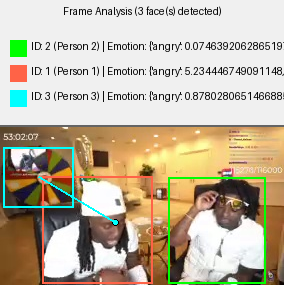 Frame Analysis (3 face(s) detected)
ID: 2 (Person 2) | Emotion: {'angry': 0.0746392062865197
ID: 1 (Person 1) | Emotion: {'angry': 5.234446749091148,
ID: 3 (Person 3) | Emotion: {'angry': 0.878028065146688
53:02:07